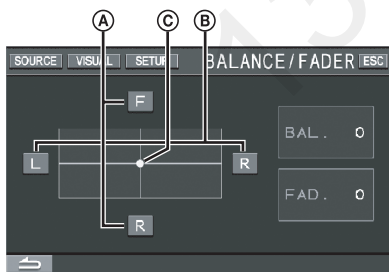 A C B
SOURCE VISUAL SETUP BALANCE/FADER ESC
F
BAL. 0
L R
FAD. 0
R